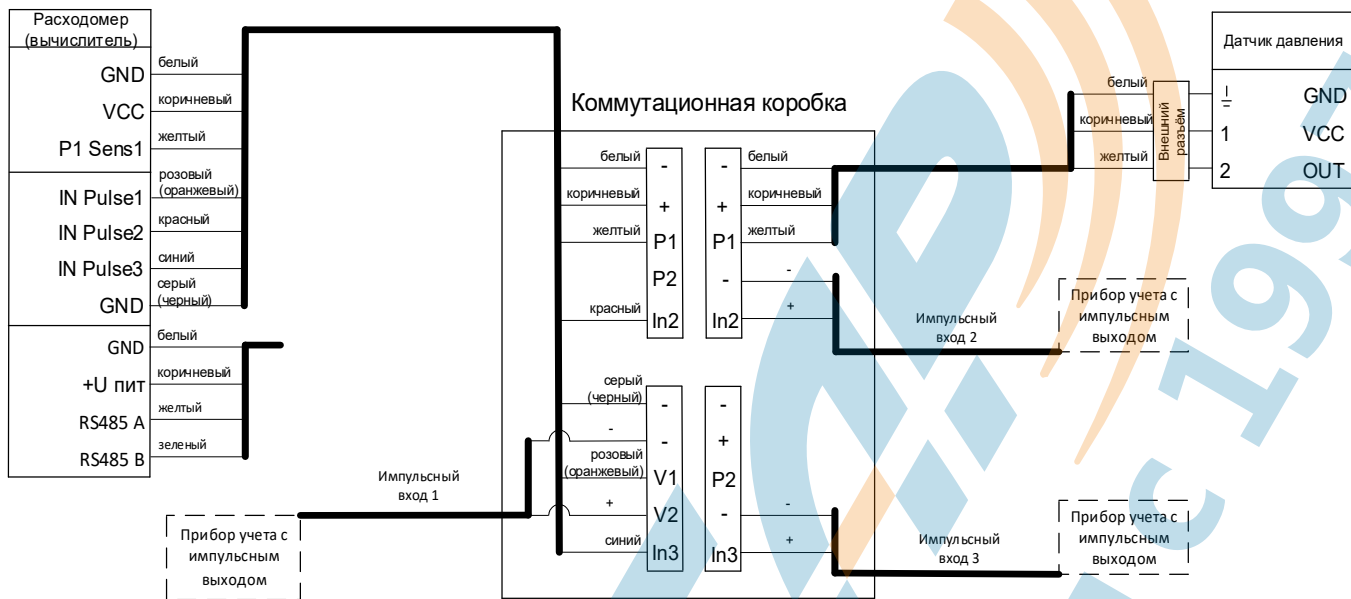 Расходомер
(вычислитель)
GND
белый
VCC
коричневый
P1 Sens1
желтый
IN Pulse1
розовый
(оранжевый)
IN Pulse2
красный
IN Pulse3
синий
GND
серый
(черный)
GND
белый
+U пит
коричневый
RS485 A
желтый
RS485 B
зеленый
Импульсный
вход 1
Прибор учета с
импульсным
выходом
Коммутационная коробка
белый
-
коричневый
+
желтый
P1
P2
красный
In2
-
белый
+
коричневый
P1
желтый
-
-
In2
+
серый
(черный)
-
-
-
розовый
(оранжевый)
V1
+
V2
синий
In3
-
+
P2
-
-
In3
+
Импульсный
вход 2
Прибор учета с
импульсным
выходом
Импульсный
вход 3
Прибор учета с
импульсным
выходом
Датчик давления
белый
коричневый
желтый
Внешний
разъём
GND
1
VCC
2
OUT
с 1997